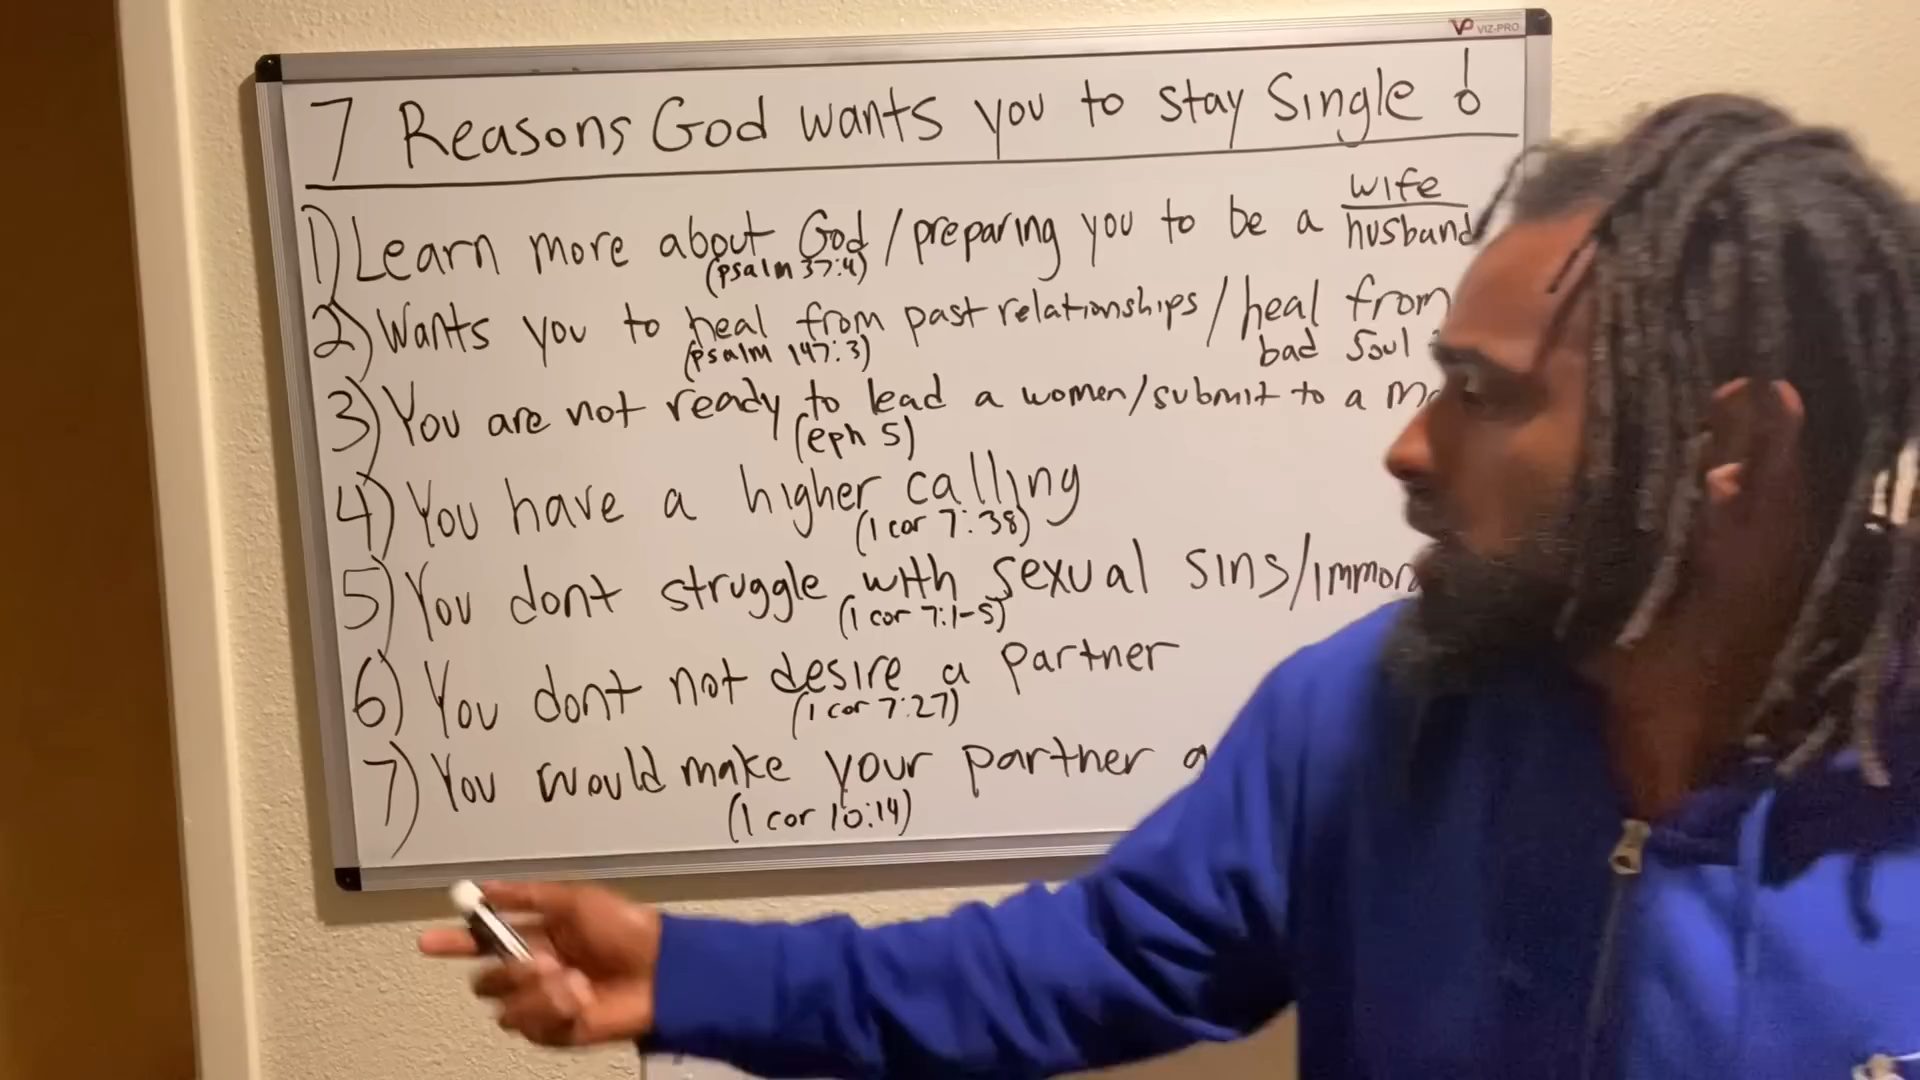 VP VIZ-PRO
7 Reasons God wants you to stay Single!
wife
1) Learn more about God/preparing you to be a husband
(psalm 37:4)
2) Wants you to heal from past relationships/heal from
(psalm 147:3) bad soul
3) You are not ready to lead a women/submit to a
(eph 5)
4) You have a higher calling
(1 cor 7:38)
5) You dont struggle with sexual sins/immor
(1 cor 7:1-5)
6) You dont not desire a partner
(1 cor 7:27)
7) You would make your partner a
(1 cor 10:14)